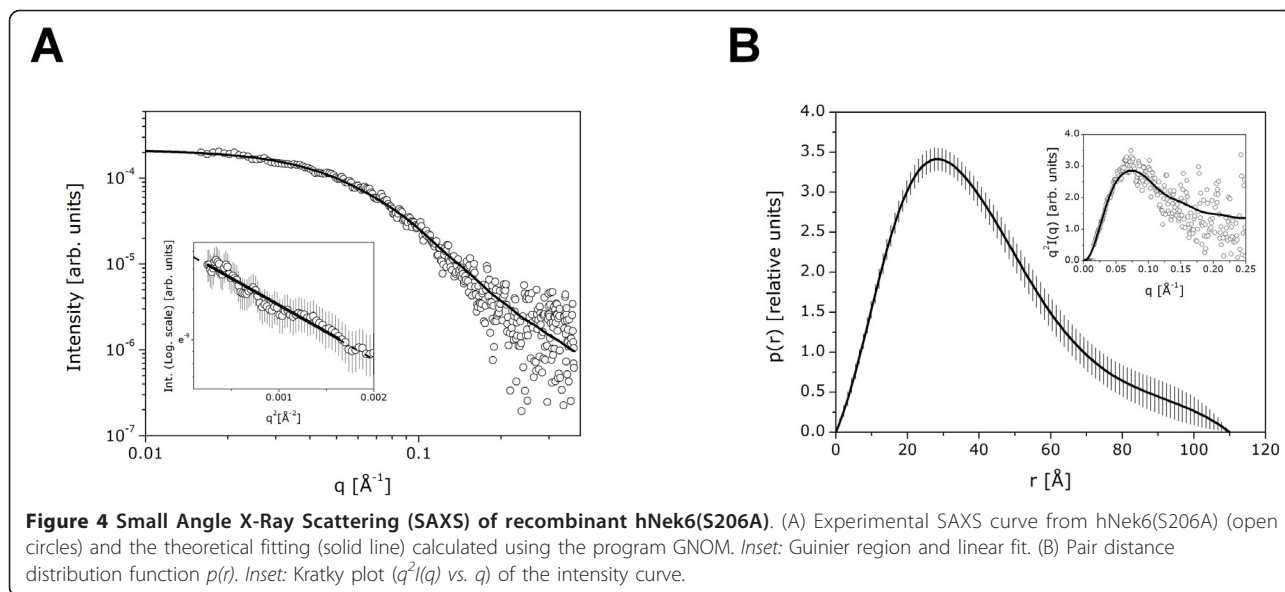 A
B
Intensity [arb. units]
10⁻⁴
10⁻⁵
10⁻⁶
10⁻⁷
0.01
0.1
q [Å⁻¹]
Int. (Log. scale) [arb. units]
e⁻⁹
0.001
0.002
q²[Å⁻²]
p(r) [relative units]
4.0
3.5
3.0
2.5
2.0
1.5
1.0
0.5
0.0
0
20
40
60
80
100
120
r [Å]
q²I(q) [arb. units]
4.0
3.0
2.0
1.0
0.0
0.00
0.05
0.10
0.15
0.20
0.25
q [Å⁻¹]
Figure 4 Small Angle X-Ray Scattering (SAXS) of recombinant hNek6(S206A). (A) Experimental SAXS curve from hNek6(S206A) (open
circles) and the theoretical fitting (solid line) calculated using the program GNOM. Inset: Guinier region and linear fit. (B) Pair distance
distribution function p(r). Inset: Kratky plot (q²I(q) vs. q) of the intensity curve.